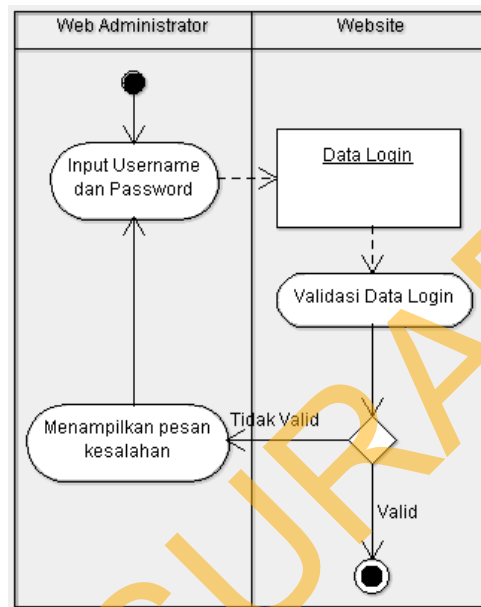 Web Administrator
Website
Input Username
dan Password
Data Login
Validasi Data Login
Menampilkan pesan
kesalahan
Tidak Valid
Valid